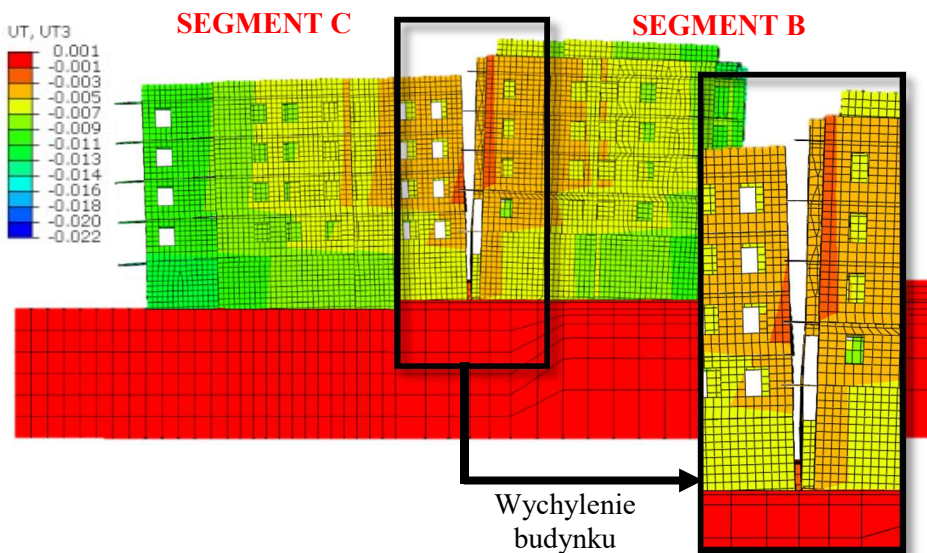 SEGMENT C
SEGMENT B
UT, UT3
0.001
-0.001
-0.003
-0.005
-0.007
-0.009
-0.011
-0.013
-0.014
-0.016
-0.018
-0.020
-0.022
Wychylenie
budynku